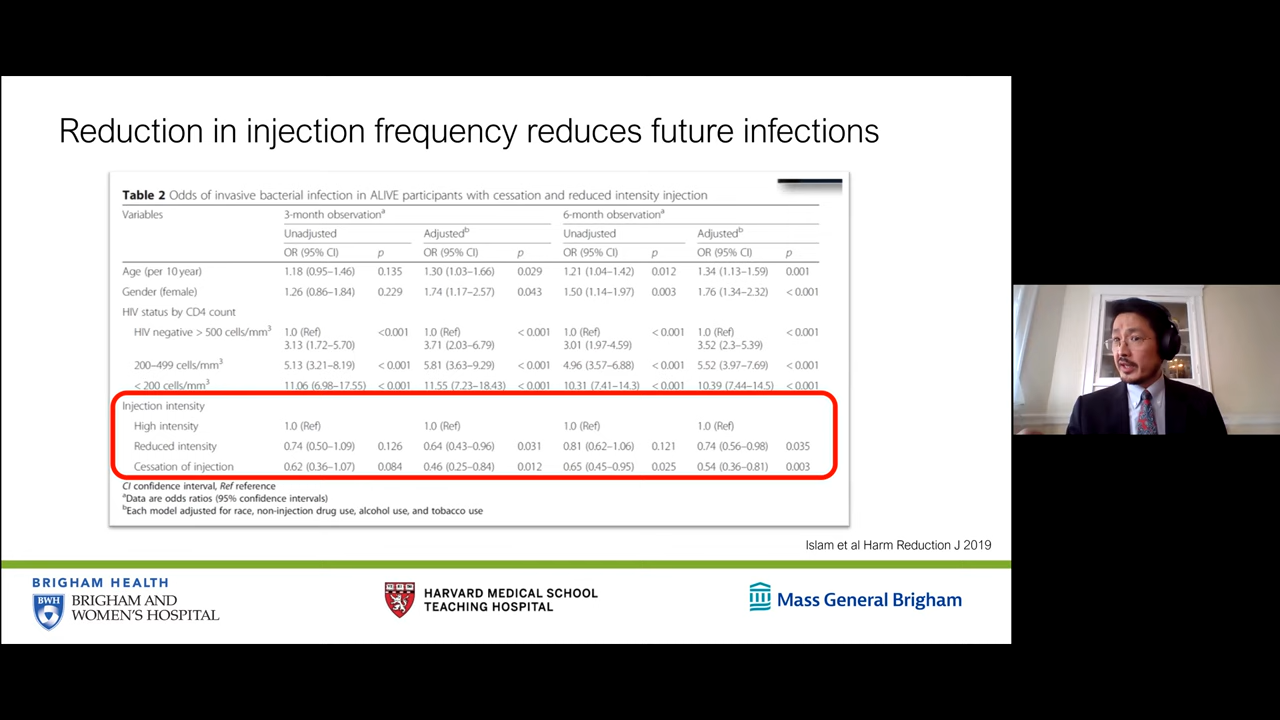 Reduction in injection frequency reduces future infections
Table 2 Odds of invasive bacterial infection in ALIVE participants with cessation and reduced intensity injection
Variables 3-month observationᵃ 6-month observationᵃ
Unadjusted Adjustedᵇ Unadjusted Adjustedᵇ
OR (95% CI) p OR (95% CI) p OR (95% CI) p OR (95% CI) p
Age (per 10 year) 1.18 (0.95–1.46) 0.135 1.30 (1.03–1.66) 0.029 1.21 (1.04–1.42) 0.012 1.34 (1.13–1.59) 0.001
Gender (female) 1.26 (0.86–1.84) 0.229 1.74 (1.17–2.57) 0.043 1.50 (1.14–1.97) 0.003 1.76 (1.34–2.32) < 0.001
HIV status by CD4 count
HIV negative > 500 cells/mm³ 1.0 (Ref) <0.001 1.0 (Ref) < 0.001 1.0 (Ref) < 0.001 1.0 (Ref) < 0.001
3.13 (1.72–5.70) 3.71 (2.03–6.79) 3.01 (1.97-4.59) 3.52 (2.3–5.39)
200–499 cells/mm³ 5.13 (3.21–8.19) < 0.001 5.81 (3.63–9.29) < 0.001 4.96 (3.57–6.88) < 0.001 5.52 (3.97–7.69) < 0.001
< 200 cells/mm³ 11.06 (6.98–17.55) < 0.001 11.55 (7.23–18.43) < 0.001 10.31 (7.41–14.3) < 0.001 10.39 (7.44–14.5) < 0.001
Injection intensity
High intensity 1.0 (Ref) 1.0 (Ref) 1.0 (Ref) 1.0 (Ref)
Reduced intensity 0.74 (0.50–1.09) 0.126 0.64 (0.43–0.96) 0.031 0.81 (0.62–1.06) 0.121 0.74 (0.56–0.98) 0.035
Cessation of injection 0.62 (0.36–1.07) 0.084 0.46 (0.25–0.84) 0.012 0.65 (0.45–0.95) 0.025 0.54 (0.36–0.81) 0.003
CI confidence interval, Ref reference
ᵃData are odds ratios (95% confidence intervals)
ᵇEach model adjusted for race, non-injection drug use, alcohol use, and tobacco use
Islam et al Harm Reduction J 2019
BRIGHAM HEALTH
BWH
BRIGHAM AND
WOMEN'S HOSPITAL
HARVARD MEDICAL SCHOOL
TEACHING HOSPITAL
Mass General Brigham